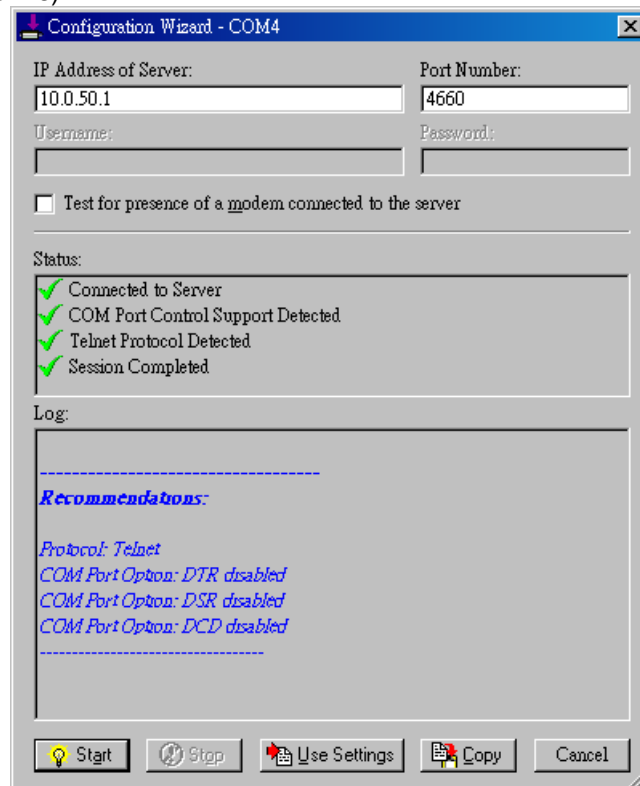 Configuration Wizard - COM4
IP Address of Server: Port Number:
10.0.50.1 4660
Username: Password:
Test for presence of a modem connected to the server
Status:
Connected to Server
COM Port Control Support Detected
Telnet Protocol Detected
Session Completed
Log:
----------------------------------
Recommendations:
Protocol: Telnet
COM Port Option: DTR disabled
COM Port Option: DSR disabled
COM Port Option: DCD disabled
----------------------------------
Start Stop Use Settings Copy Cancel